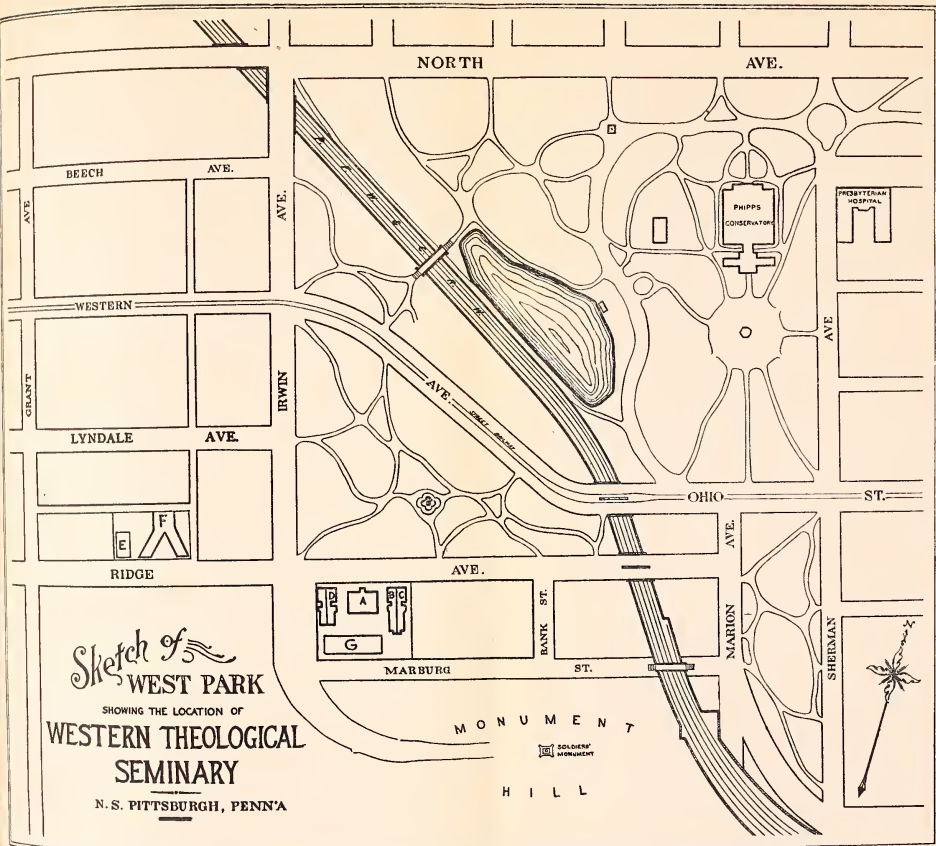 NORTH AVE.
BEECH AVE.
AVE.
AVE.
PHIPPS
CONSERVATORY
PRESBYTERIAN
HOSPITAL
WESTERN
AVE.
STREET RAILWAY
AVE
GRANT
IRWIN
LYNDALE AVE.
OHIO ST.
E
F
AVE.
RIDGE AVE.
D
A
B
C
G
BANK ST.
MARION
SHERMAN
MARBURG ST.
Sketch of
WEST PARK
SHOWING THE LOCATION OF
WESTERN THEOLOGICAL
SEMINARY
N. S. PITTSBURGH, PENN'A
MONUMENT
SOLDIERS'
MONUMENT
HILL